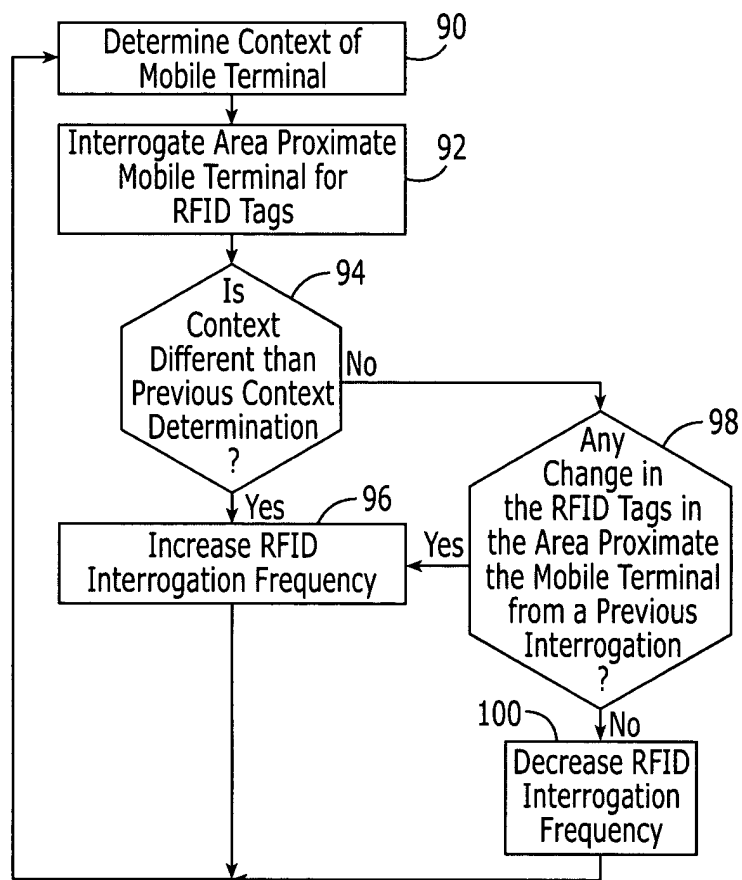 Determine Context of
Mobile Terminal
90
Interrogate Area Proximate
Mobile Terminal for
RFID Tags
92
94
Is
Context
Different than
Previous Context
Determination
?
No
Yes
98
Any
Change in
the RFID Tags in
the Area Proximate
the Mobile Terminal
from a Previous
Interrogation
?
Yes
96
Increase RFID
Interrogation Frequency
No
100
Decrease RFID
Interrogation
Frequency